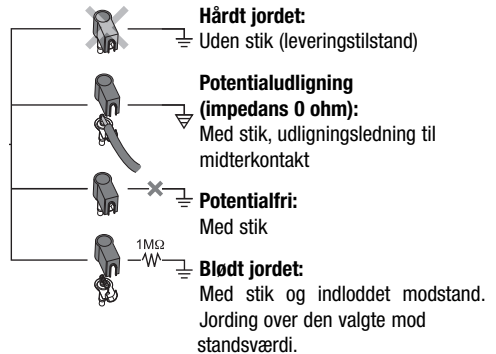 Hårdt jordet:
Uden stik (leveringstilstand)
Potentialudligning
(impedans 0 ohm):
Med stik, udligningsledning til
midterkontakt
Potentialfri:
Med stik
1MΩ
Blødt jordet:
Med stik og indloddet modstand.
Jording over den valgte mod
standsværdi.